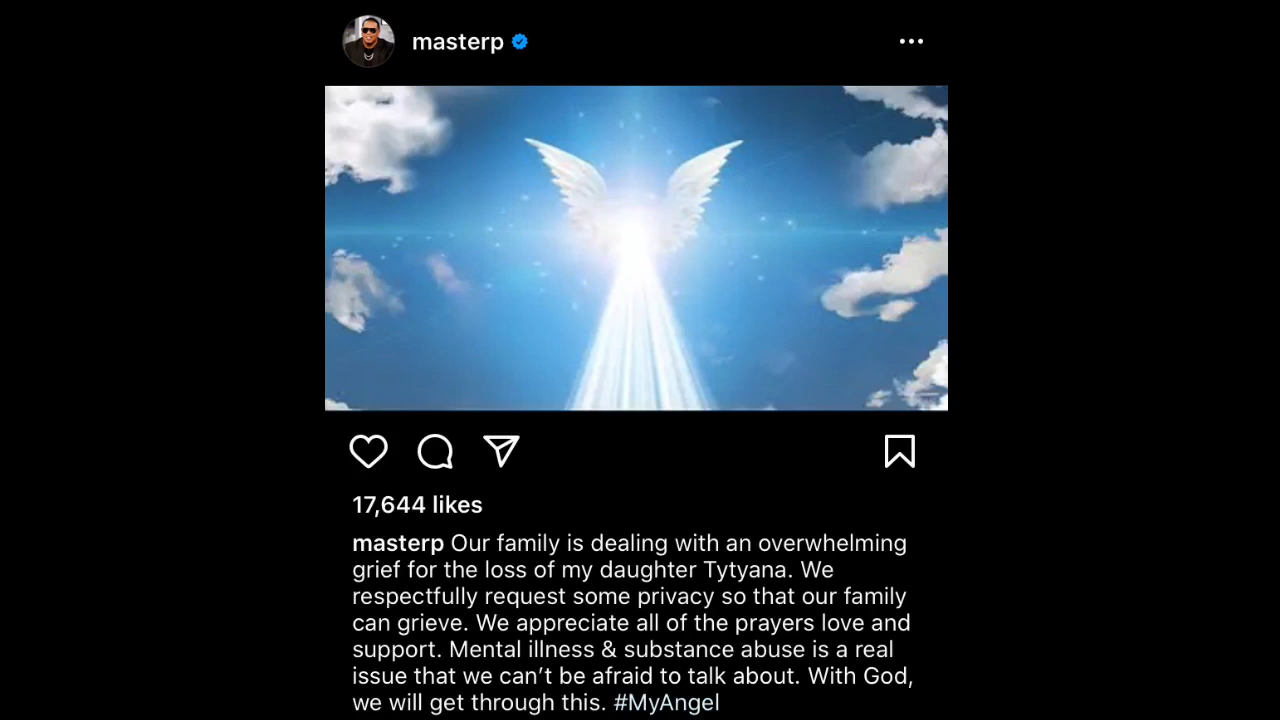 masterp
17,644 likes
masterp Our family is dealing with an overwhelming
grief for the loss of my daughter Tytyana. We
respectfully request some privacy so that our family
can grieve. We appreciate all of the prayers love and
support. Mental illness & substance abuse is a real
issue that we can’t be afraid to talk about. With God,
we will get through this. #MyAngel